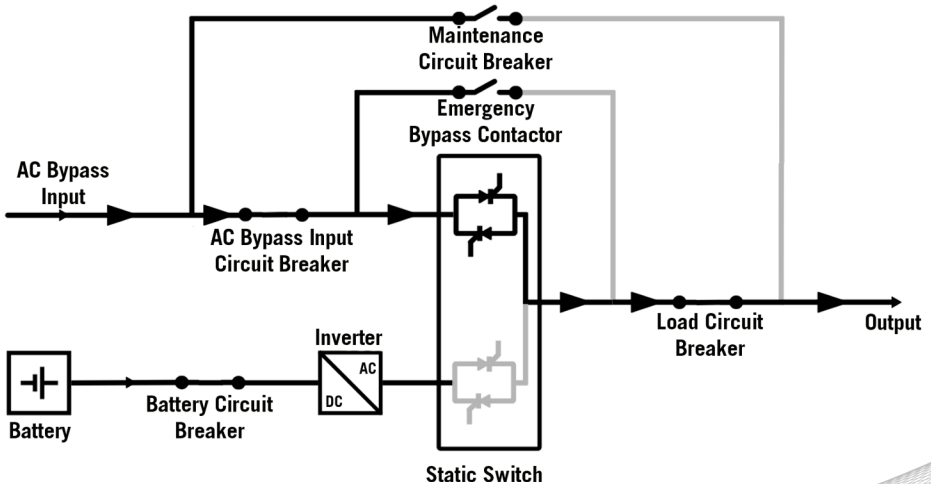 Maintenance
Circuit Breaker
Emergency
Bypass Contactor
AC Bypass
Input
AC Bypass Input
Circuit Breaker
Load Circuit
Breaker
Output
Inverter
AC
DC
Battery
Battery Circuit
Breaker
Static Switch